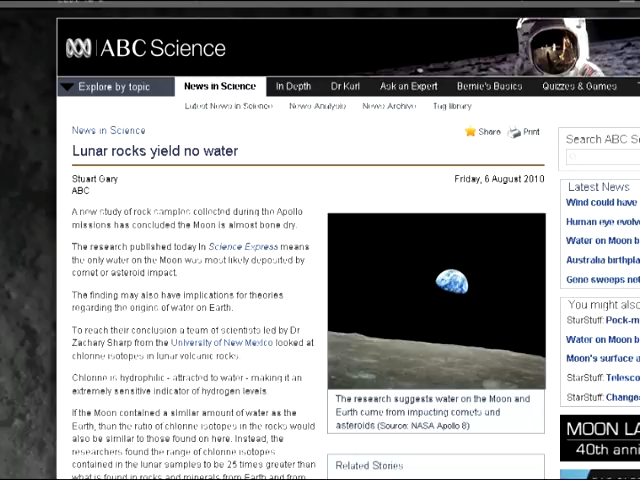 ABC Science
Explore by topic
News in Science
In Depth
Dr Karl
Ask an Expert
Bernie's Basics
Quizzes & Games
Latest News in Science
News Analysis
News Archive
Tag library
News in Science
Share
Print
Search ABC S
Lunar rocks yield no water
Stuart Gary
Friday, 6 August 2010
ABC
A new study of rock samples collected during the Apollo
missions has concluded the Moon is almost bone dry.
The research published today in Science Express means
the only water on the Moon was most likely deposited by
comet or asteroid impact.
The finding may also have implications for theories
regarding the origins of water on Earth.
To reach their conclusion a team of scientists led by Dr
Zachary Sharp from the University of New Mexico looked at
chlorine isotopes in lunar volcanic rocks.
Chlorine is hydrophilic - attracted to water - making it an
extremely sensitive indicator of hydrogen levels.
If the Moon contained a similar amount of water as the
Earth, than the ratio of chlorine isotopes in the rocks would
also be similar to those found on here. Instead, the
researchers found the range of chlorine isotopes
contained in the lunar samples to be 25 times greater than
what is found in rocks and minerals from Earth and from
The research suggests water on the Moon and
Earth came from impacting comets and
asteroids (Source: NASA Apollo 8)
Related Stories
Latest News
Wind could have
Human eye evolv
Water on Moon b
Australia birthpla
Gene sweeps not
You might also
StarStuff: Pock-m
Water on Moon b
Moon's surface a
StarStuff: Telesco
StarStuff: Change
MOON LA
40th anni